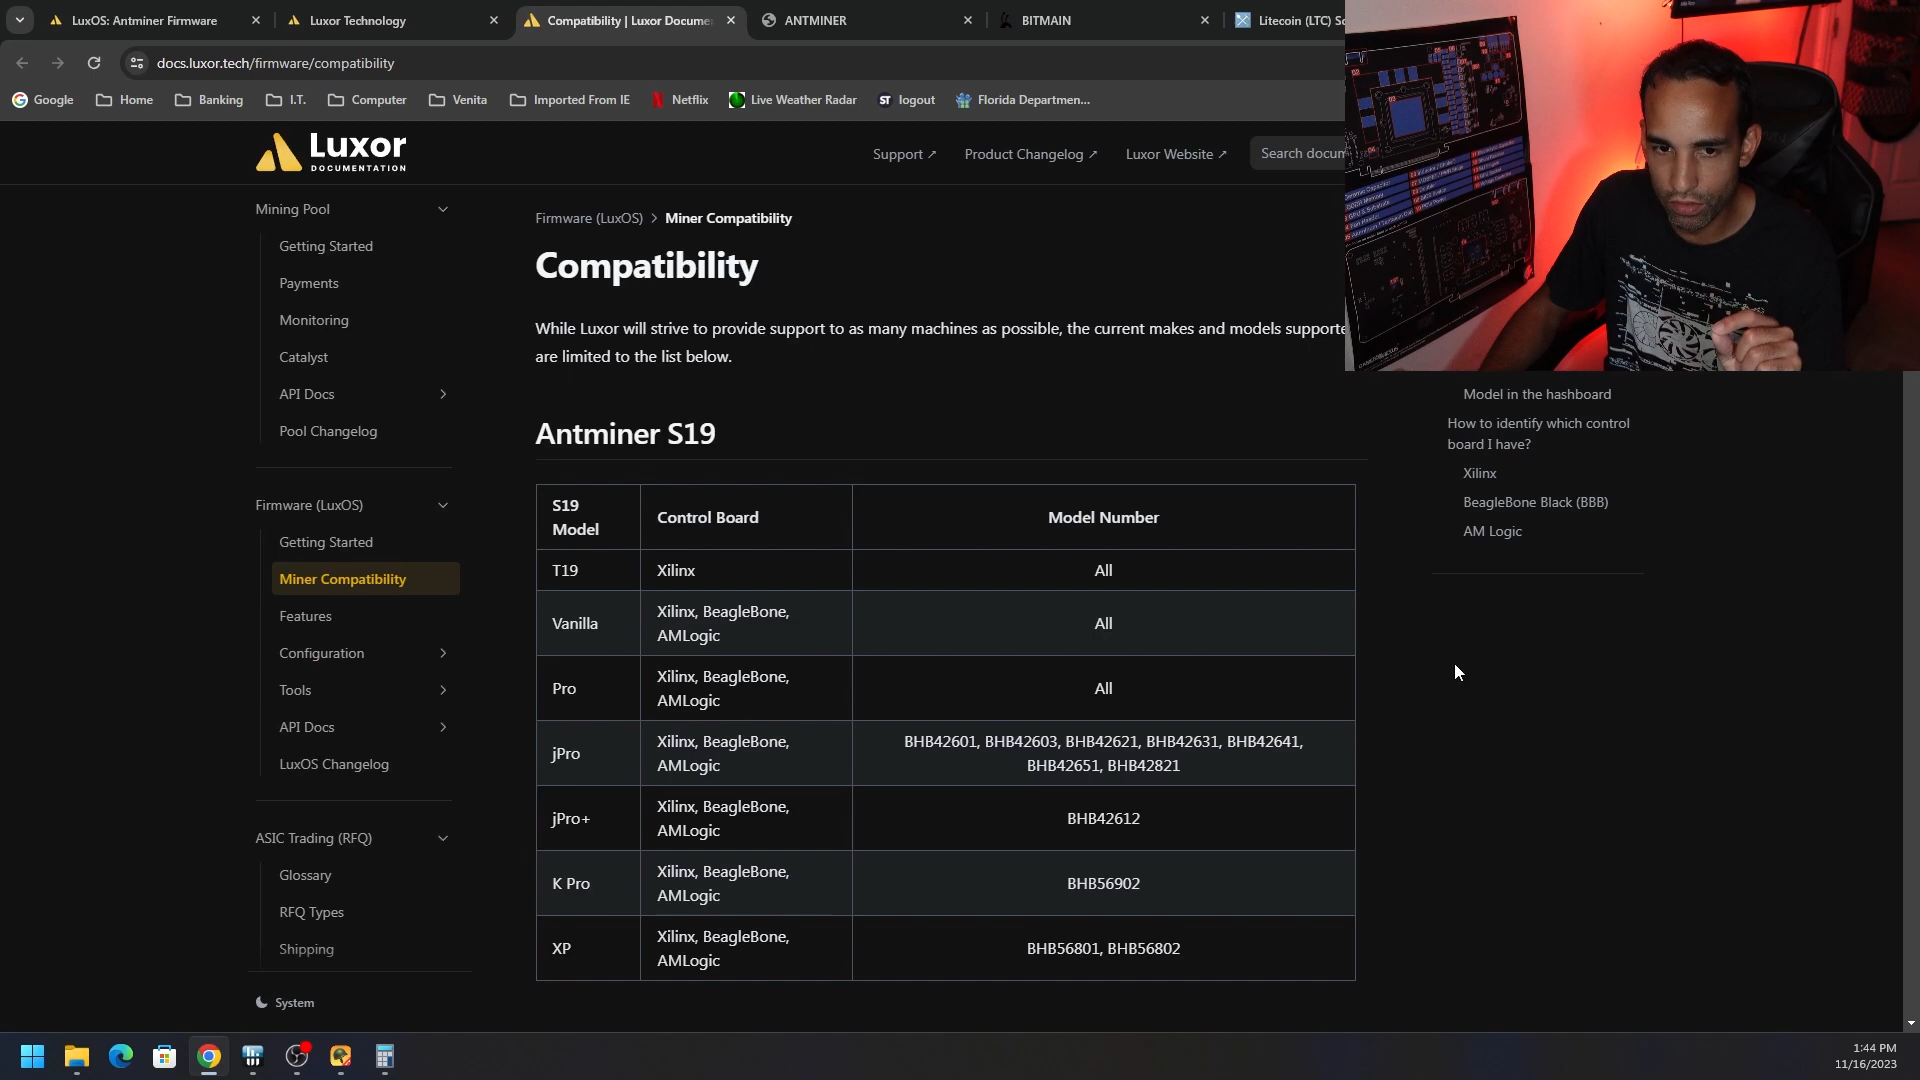 LuxOS: Antminer Firmware
Luxor Technology
Compatibility | Luxor Docume
ANTMINER
BITMAIN
Litecoin (LTC) Sc
docs.luxor.tech/firmware/compatibility
Google
Home
Banking
I.T.
Computer
Venita
Imported From IE
Netflix
Live Weather Radar
ST logout
Florida Departmen...
Luxor
DOCUMENTATION
Support ↗
Product Changelog ↗
Luxor Website ↗
Search docum
Mining Pool
Getting Started
Payments
Monitoring
Catalyst
API Docs
Pool Changelog
Firmware (LuxOS)
Getting Started
Miner Compatibility
Features
Configuration
Tools
API Docs
LuxOS Changelog
ASIC Trading (RFQ)
Glossary
RFQ Types
Shipping
System
Firmware (LuxOS) > Miner Compatibility
Compatibility
While Luxor will strive to provide support to as many machines as possible, the current makes and models supporte
are limited to the list below.
Antminer S19
S19 Model
Control Board
Model Number
T19
Xilinx
All
Vanilla
Xilinx, BeagleBone,
AMLogic
All
Pro
Xilinx, BeagleBone,
AMLogic
All
jPro
Xilinx, BeagleBone,
AMLogic
BHB42601, BHB42603, BHB42621, BHB42631, BHB42641,
BHB42651, BHB42821
jPro+
Xilinx, BeagleBone,
AMLogic
BHB42612
K Pro
Xilinx, BeagleBone,
AMLogic
BHB56902
XP
Xilinx, BeagleBone,
AMLogic
BHB56801, BHB56802
Model in the hashboard
How to identify which control
board I have?
Xilinx
BeagleBone Black (BBB)
AM Logic
1:44 PM
11/16/2023